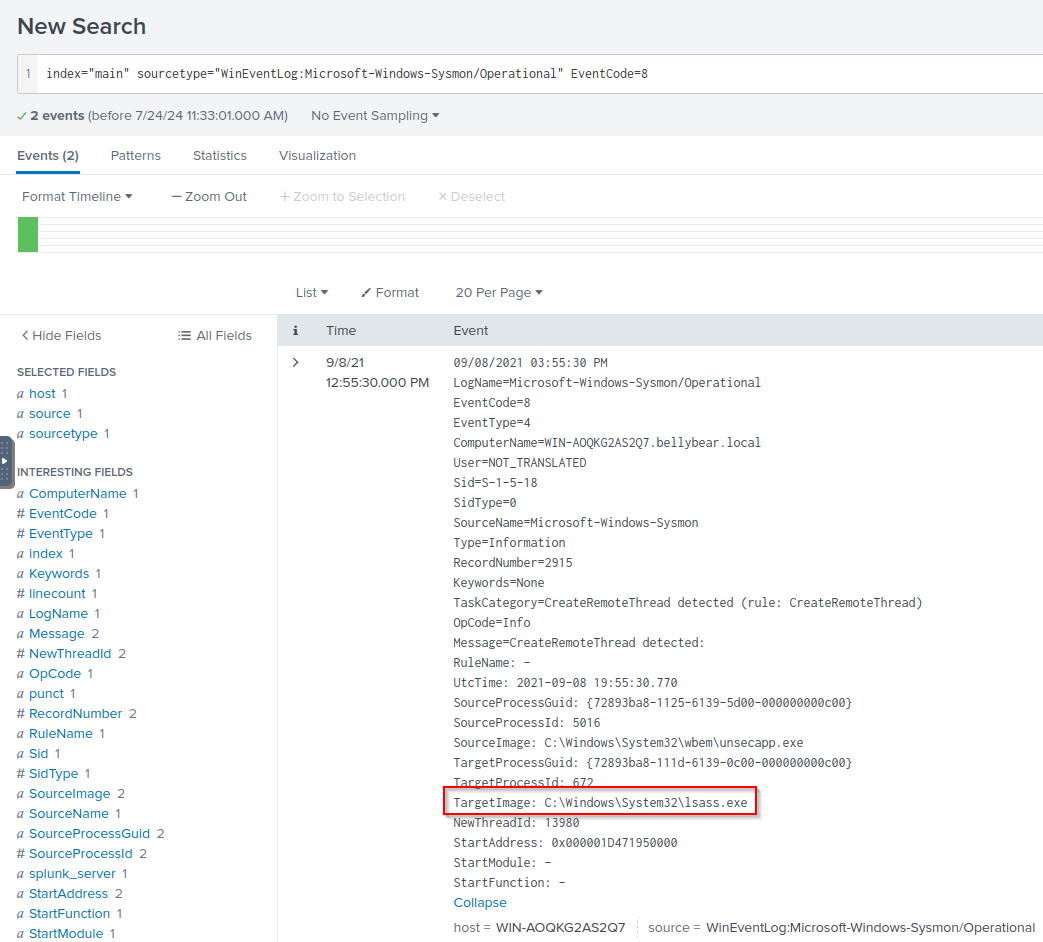 New Search
1 index="main" sourcetype="WinEventLog:Microsoft-Windows-Sysmon/Operational" EventCode=8
2 events (before 7/24/24 11:33:01.000 AM) No Event Sampling
Events (2) Patterns Statistics Visualization
Format Timeline — Zoom Out + Zoom to Selection × Deselect
List Format 20 Per Page
Hide Fields All Fields
SELECTED FIELDS
a host 1
a source 1
a sourcetype 1
INTERESTING FIELDS
a ComputerName 1
# EventCode 1
# EventType 1
a index 1
a Keywords 1
# linecount 1
a LogName 1
a Message 2
# NewThreadId 2
a OpCode 1
a punct 1
# RecordNumber 2
a RuleName 1
a Sid 1
# SidType 1
a SourceImage 2
a SourceName 1
a SourceProcessGuid 2
# SourceProcessId 2
a splunk_server 1
a StartAddress 2
a StartFunction 1
a StartModule 1
i Time Event
9/8/21
12:55:30.000 PM
09/08/2021 03:55:30 PM
LogName=Microsoft-Windows-Sysmon/Operational
EventCode=8
EventType=4
ComputerName=WIN-AOQKG2AS2Q7.bellybear.local
User=NOT_TRANSLATED
Sid=S-1-5-18
SidType=0
SourceName=Microsoft-Windows-Sysmon
Type=Information
RecordNumber=2915
Keywords=None
TaskCategory=CreateRemoteThread detected (rule: CreateRemoteThread)
OpCode=Info
Message=CreateRemoteThread detected:
RuleName: -
UtcTime: 2021-09-08 19:55:30.770
SourceProcessGuid: {72893ba8-1125-6139-5d00-000000000c00}
SourceProcessId: 5016
SourceImage: C:\Windows\System32\wbem\unsecapp.exe
TargetProcessGuid: {72893ba8-111d-6139-0c00-000000000c00}
TargetProcessId: 672
TargetImage: C:\Windows\System32\lsass.exe
NewThreadId: 13980
StartAddress: 0x000001D471950000
StartModule: -
StartFunction: -
Collapse
host = WIN-AOQKG2AS2Q7 source = WinEventLog:Microsoft-Windows-Sysmon/Operational